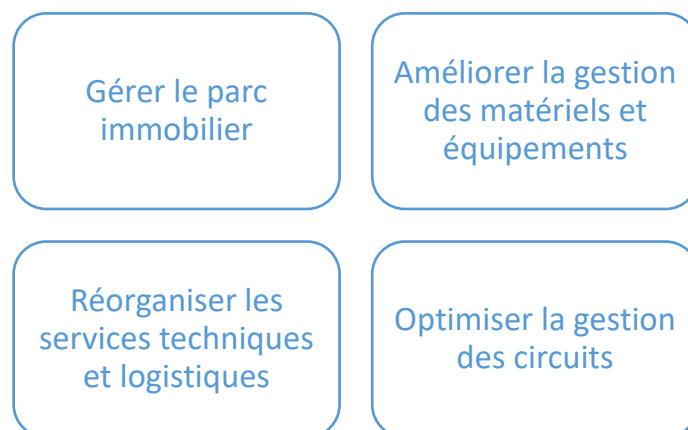 Gérer le parc
immobilier
Améliorer la gestion
des matériels et
équipements
Réorganiser les
services techniques
et logistiques
Optimiser la gestion
des circuits